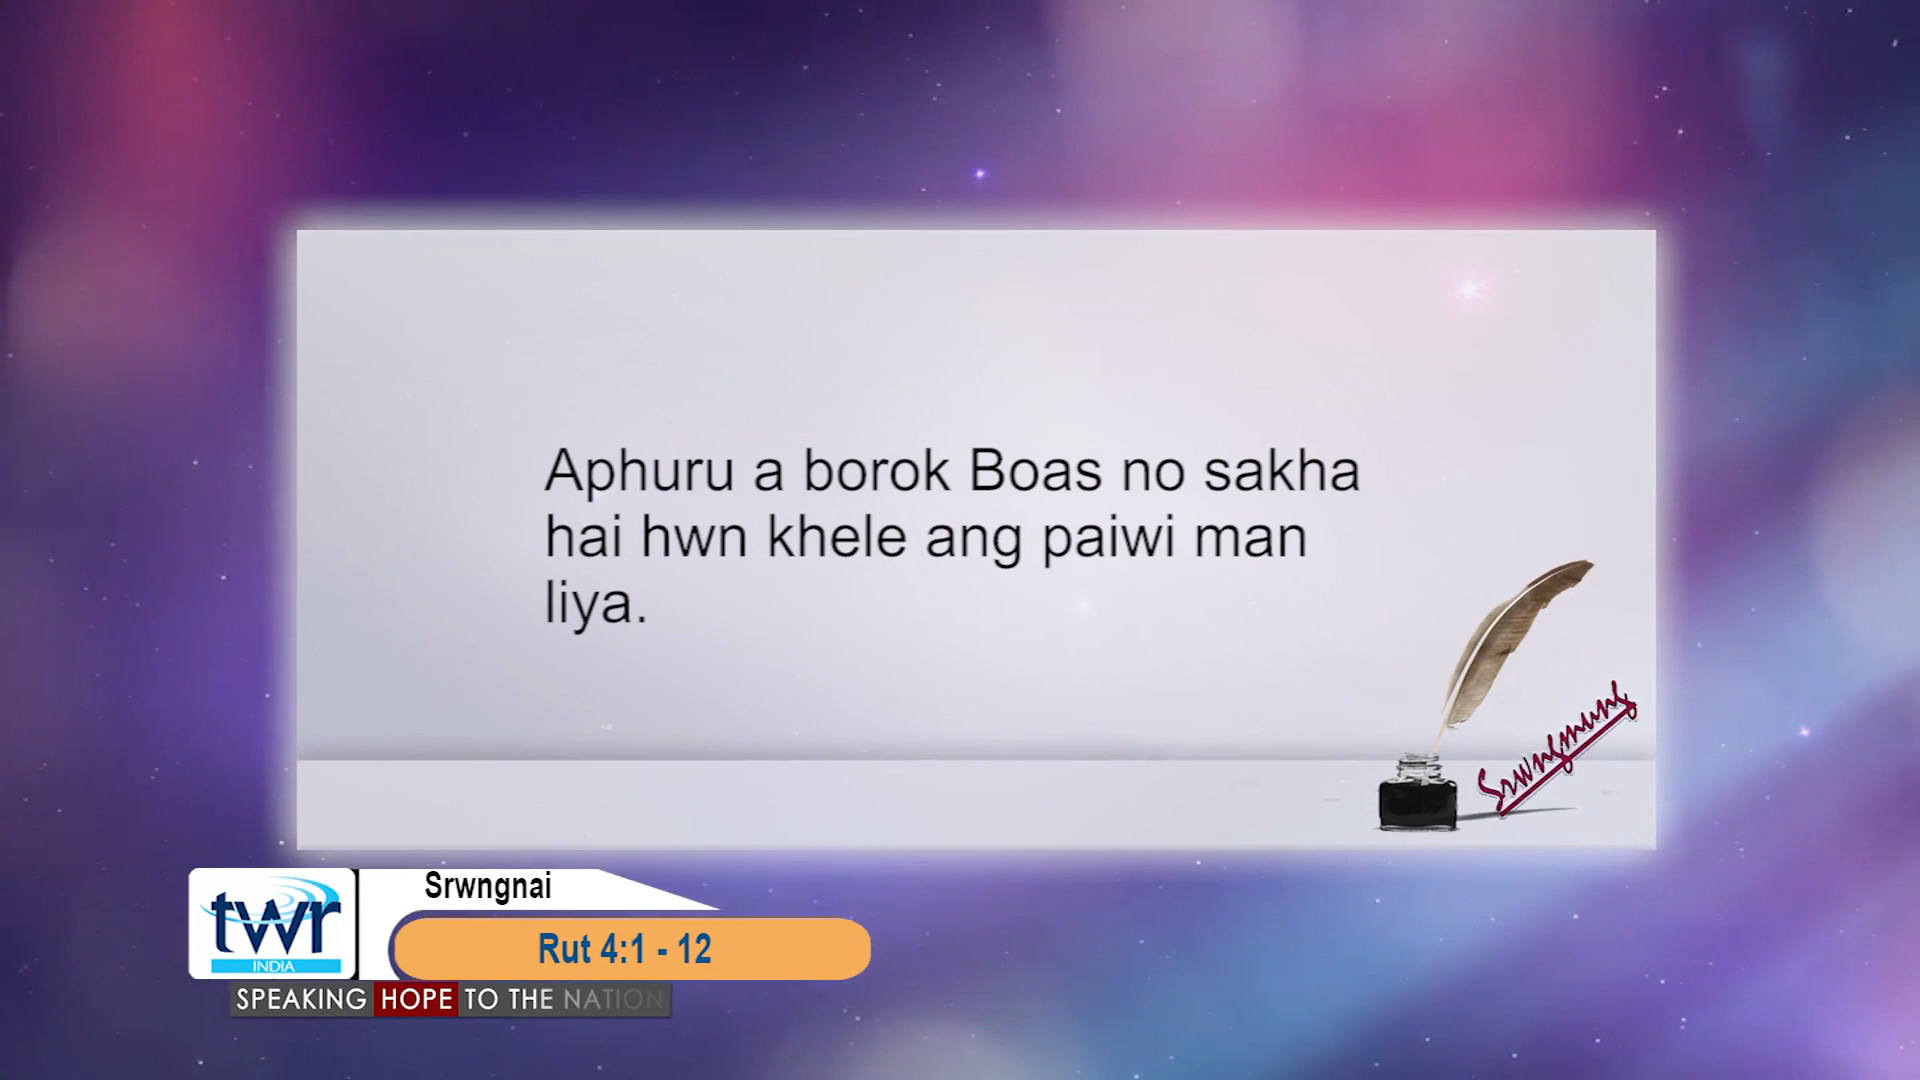 Aphuru a borok Boas no sakha
hai hwn khele ang paiwi man
liya.
Srwngmung
twr
INDIA
Srwngnai
Rut 4:1 - 12
SPEAKING HOPE TO THE NATION